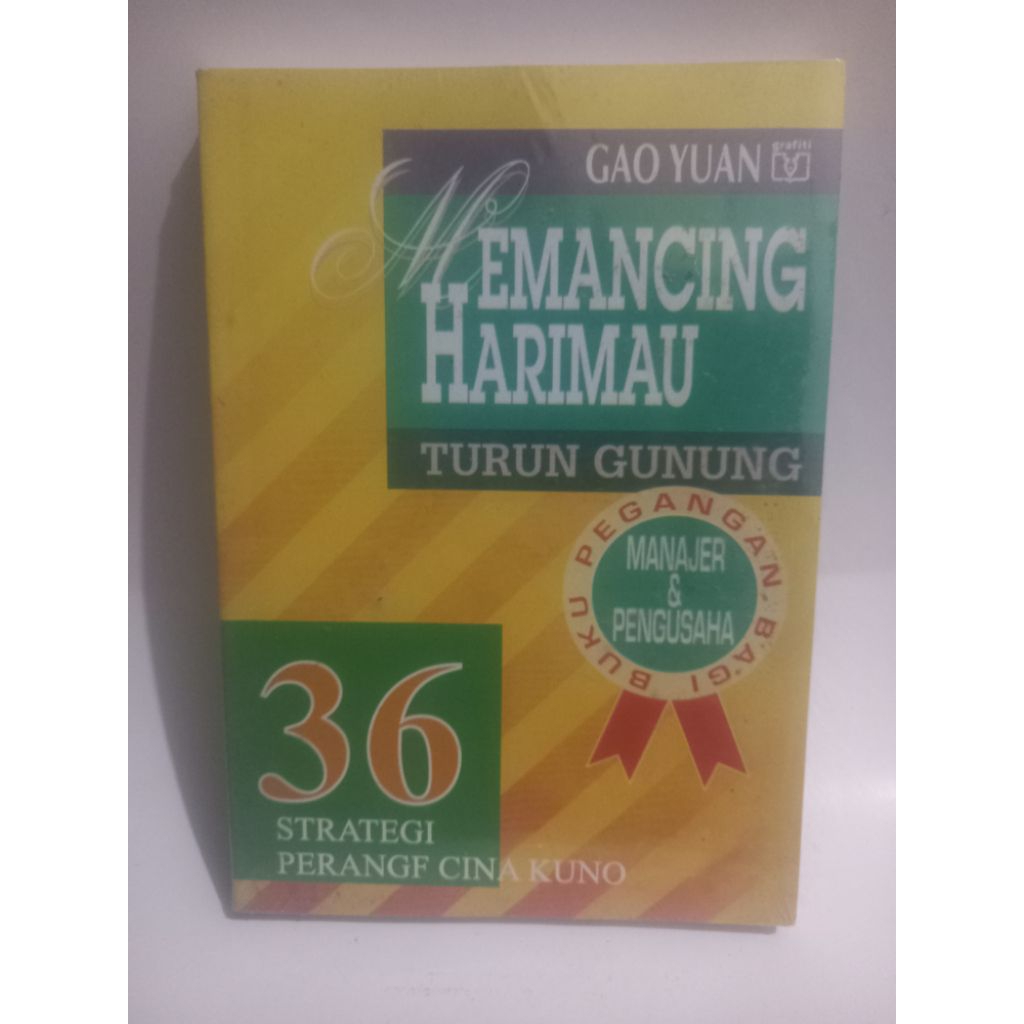 GAO YUAN
grafiti
MEMANCING
HARIMAU
TURUN GUNUNG
BUKU PEGANGAN BAGI
MANAJER
&
PENGUSAHA
36
STRATEGI
PERANGF CINA KUNO